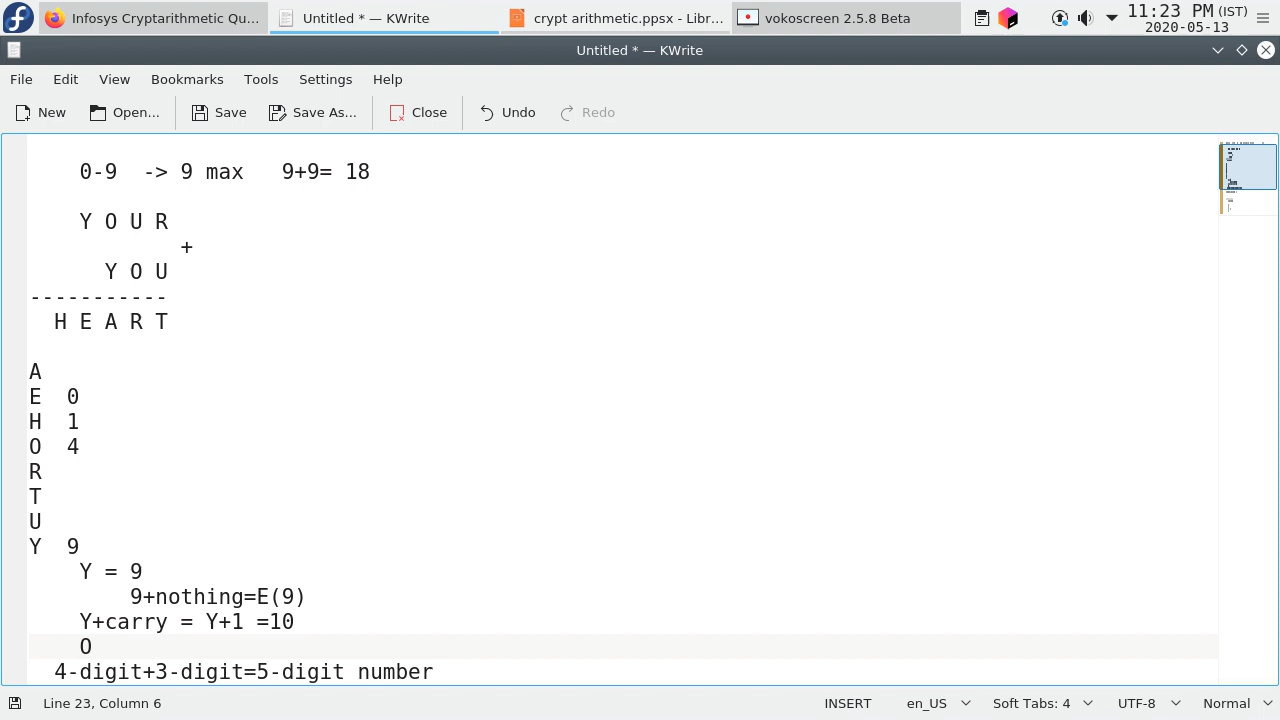 Infosys Cryptarithmetic Qu...
Untitled * — KWrite
crypt arithmetic.ppsx - Libr...
vokoscreen 2.5.8 Beta
11:23 PM (IST)
2020-05-13
Untitled * — KWrite
File Edit View Bookmarks Tools Settings Help
New Open... Save Save As... Close Undo Redo
0-9 -> 9 max 9+9= 18
Y O U R
+
Y O U
-----------
H E A R T
A
E 0
H 1
O 4
R
T
U
Y 9
Y = 9
9+nothing=E(9)
Y+carry = Y+1 =10
O
4-digit+3-digit=5-digit number
Line 23, Column 6 INSERT en_US Soft Tabs: 4 UTF-8 Normal